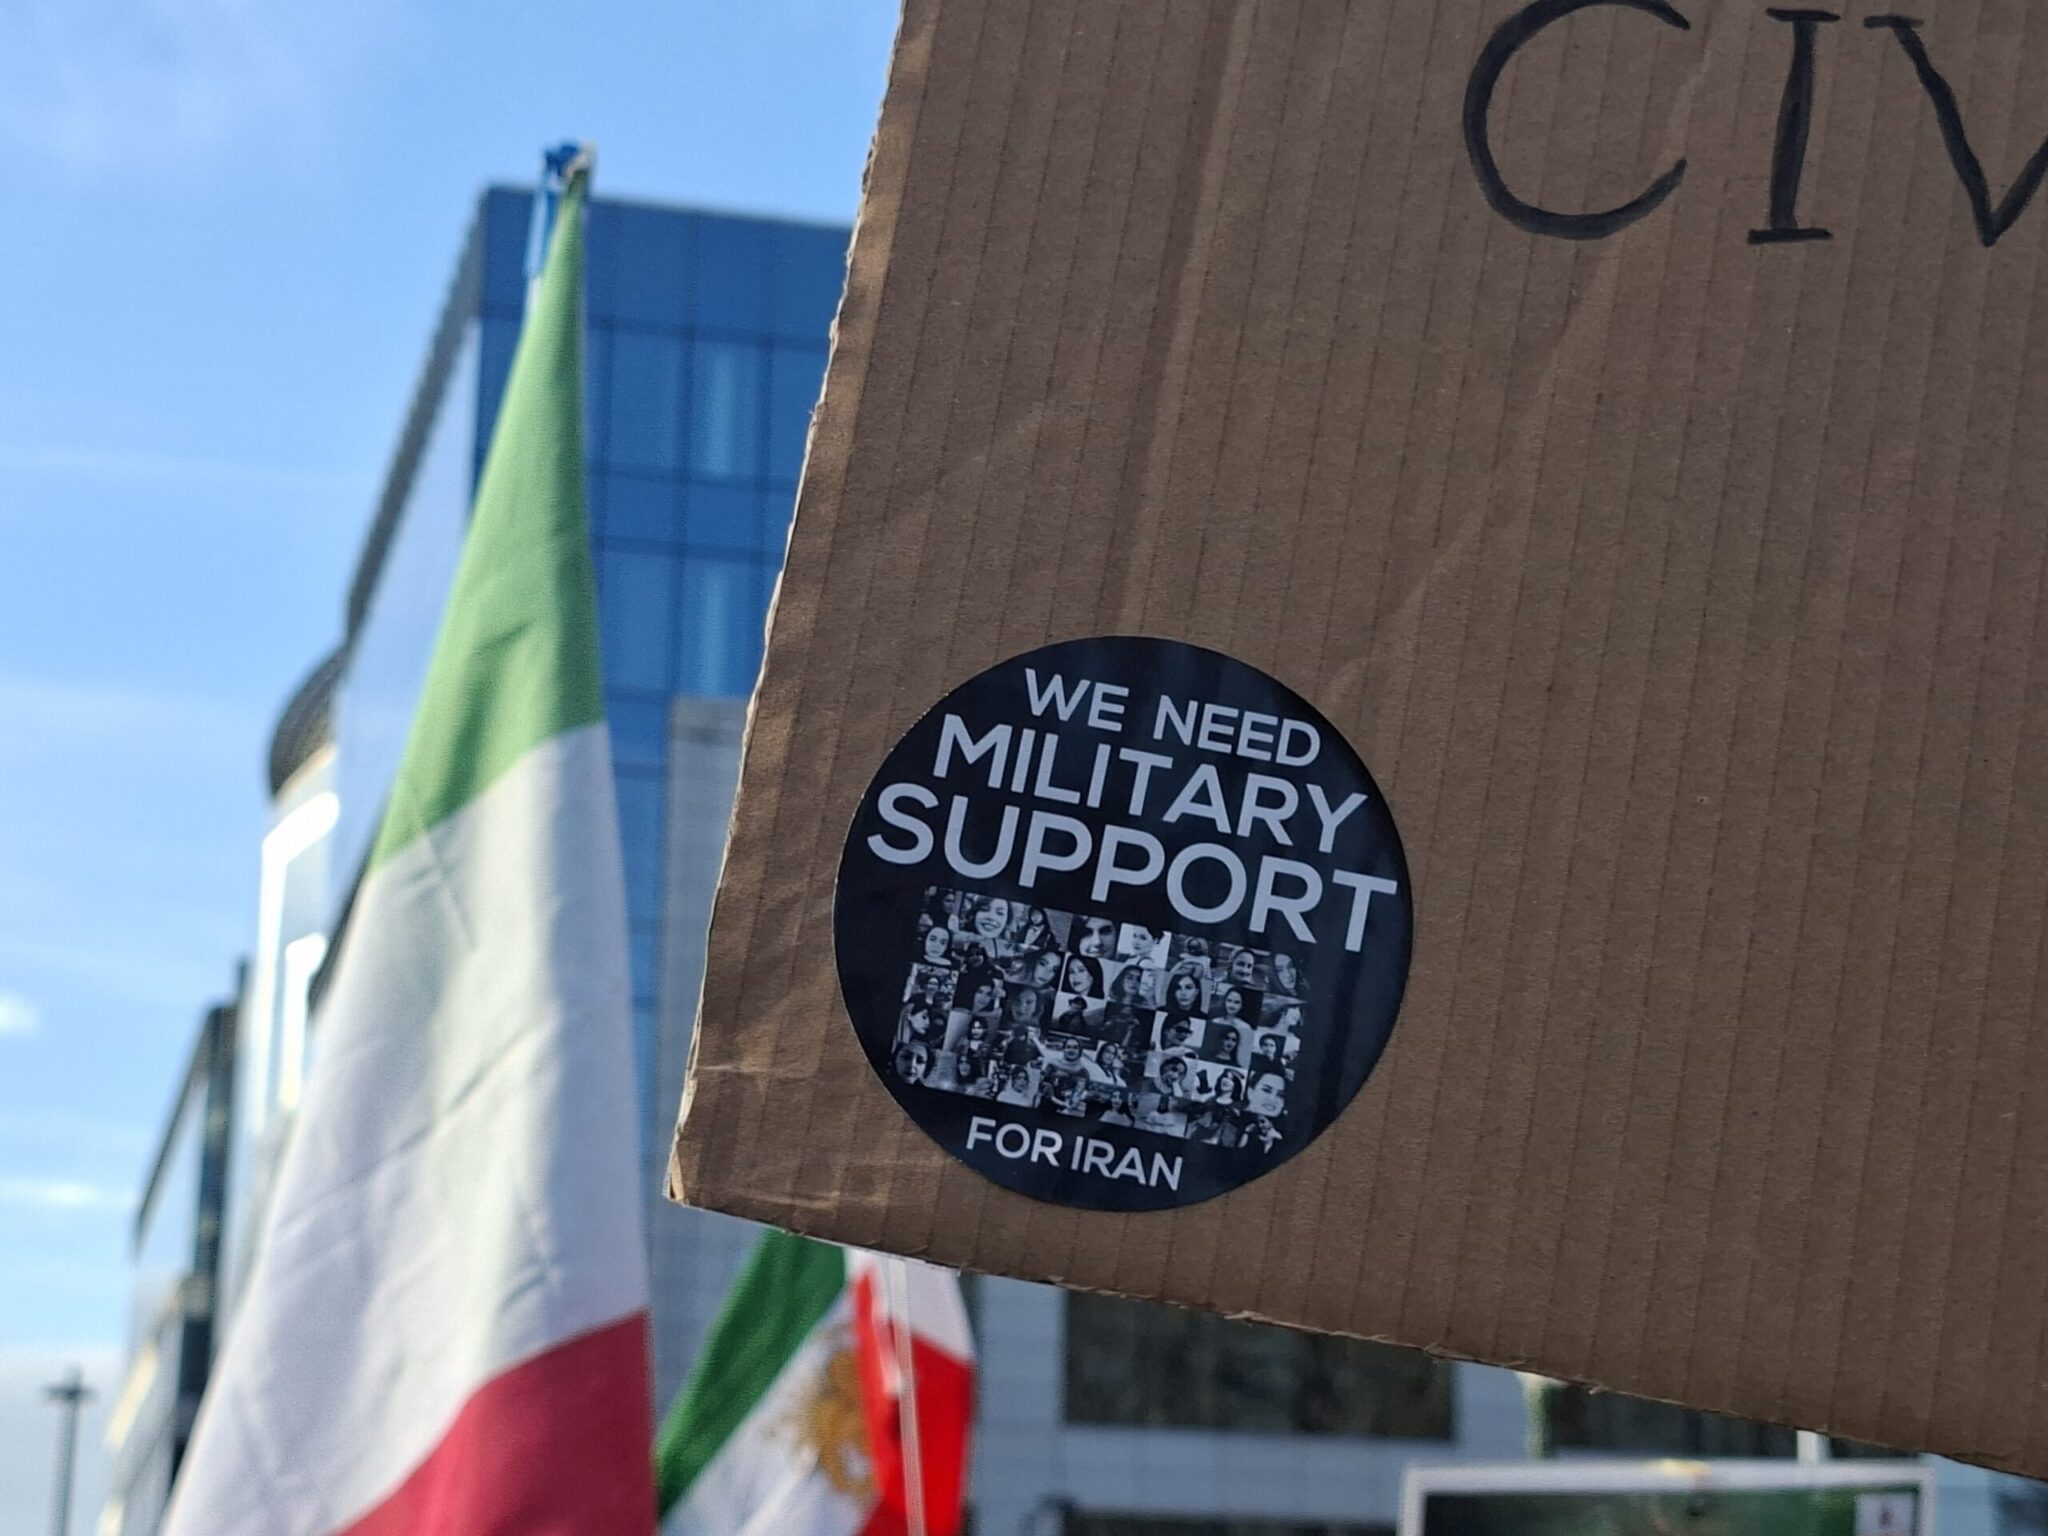 CIV
WE NEED
MILITARY
SUPPORT
FOR IRAN